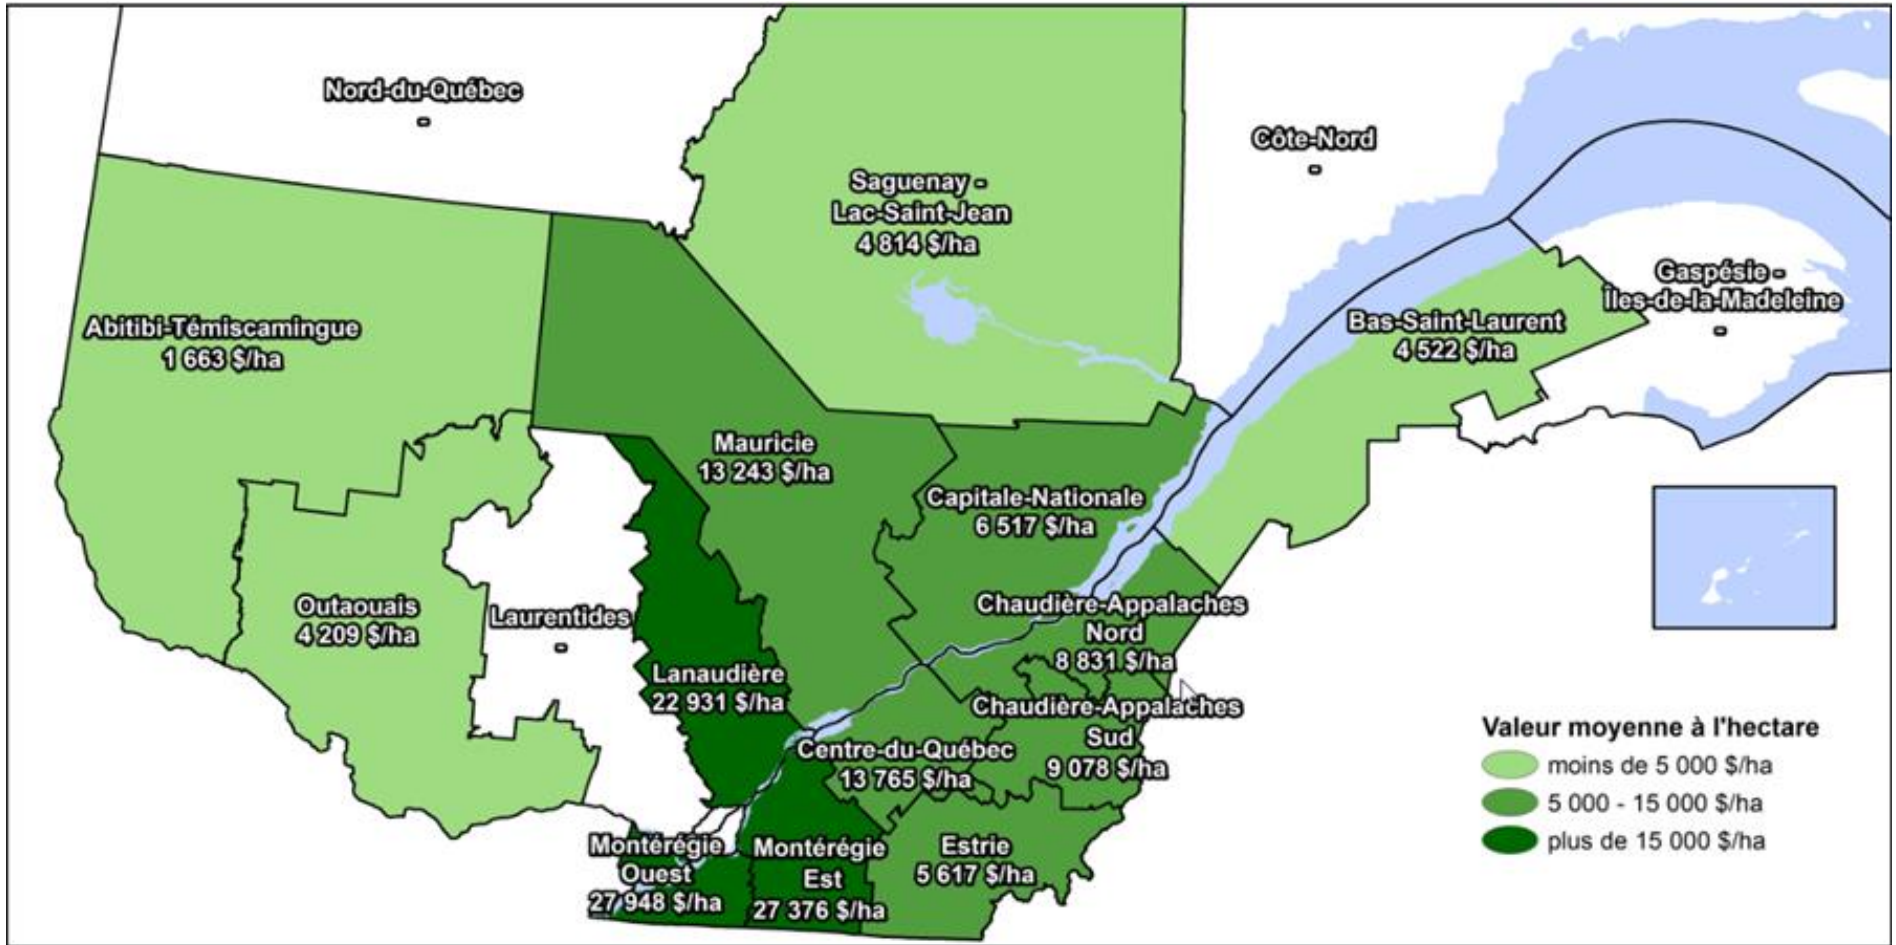 Nord-du-Québec
-
Côte-Nord
-
Saguenay -
Lac-Saint-Jean
4 814 $/ha
Gaspésie -
Îles-de-la-Madeleine
-
Abitibi-Témiscamingue
1 663 $/ha
Bas-Saint-Laurent
4 522 $/ha
Mauricie
13 243 $/ha
Capitale-Nationale
6 517 $/ha
Outaouais
4 209 $/ha
Laurentides
-
Chaudière-Appalaches
Nord
8 831 $/ha
Lanaudière
22 931 $/ha
Chaudière-Appalaches
Sud
9 078 $/ha
Centre-du-Québec
13 765 $/ha
Montérégie
Ouest
27 948 $/ha
Montérégie
Est
27 376 $/ha
Estrie
5 617 $/ha
Valeur moyenne à l'hectare
moins de 5 000 $/ha
5 000 - 15 000 $/ha
plus de 15 000 $/ha